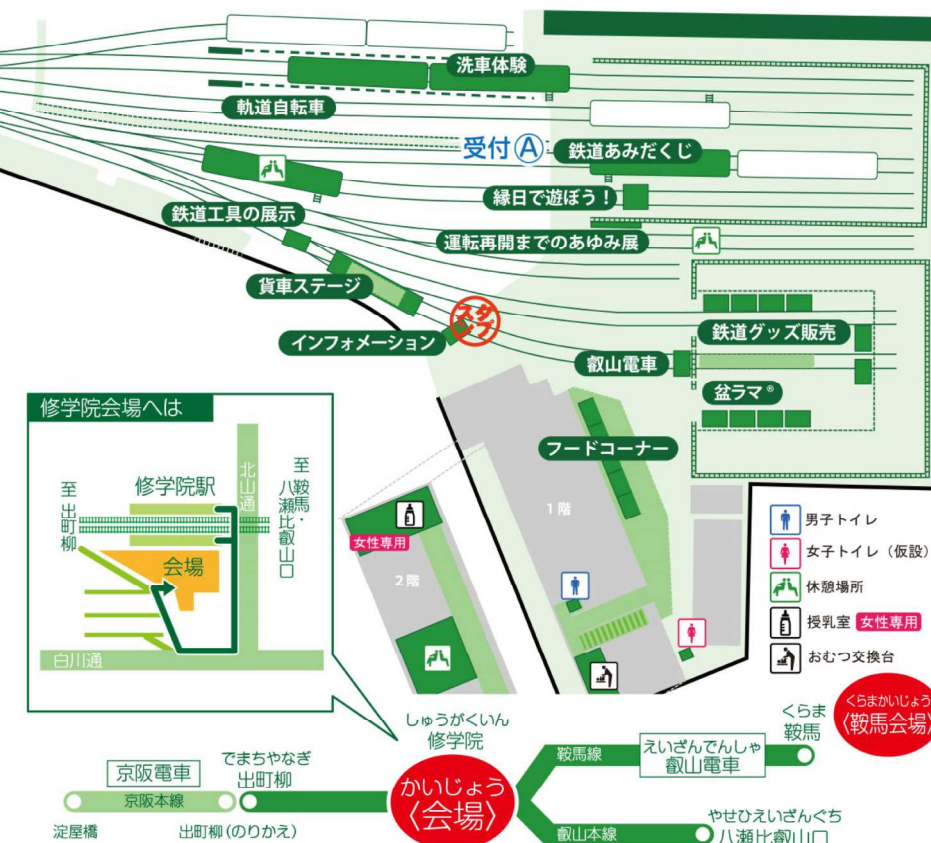 洗車体験
軌道自転車
受付Ⓐ
鉄道あみだくじ
縁日で遊ぼう！
鉄道工具の展示
運転再開までのあゆみ展
貨車ステージ
スタンプ
インフォメーション
鉄道グッズ販売
叡山電車
盆ラマ®
フードコーナー
修学院会場へは
北山通
至 鞍馬・八瀬比叡山口
至 出町柳
修学院駅
会場
白川通
女性専用
2階
1階
男子トイレ
女子トイレ（仮設）
休憩場所
授乳室 女性専用
おむつ交換台
くらまかいじょう
〈鞍馬会場〉
くらま
鞍馬
しゅうがくいん
修学院
鞍馬線
えいざんでんしゃ
叡山電車
京阪電車
でまちやなぎ
出町柳
京阪本線
かいじょう
〈会場〉
淀屋橋
出町柳（のりかえ）
叡山本線
やせひえいざんぐち
八瀬比叡山口